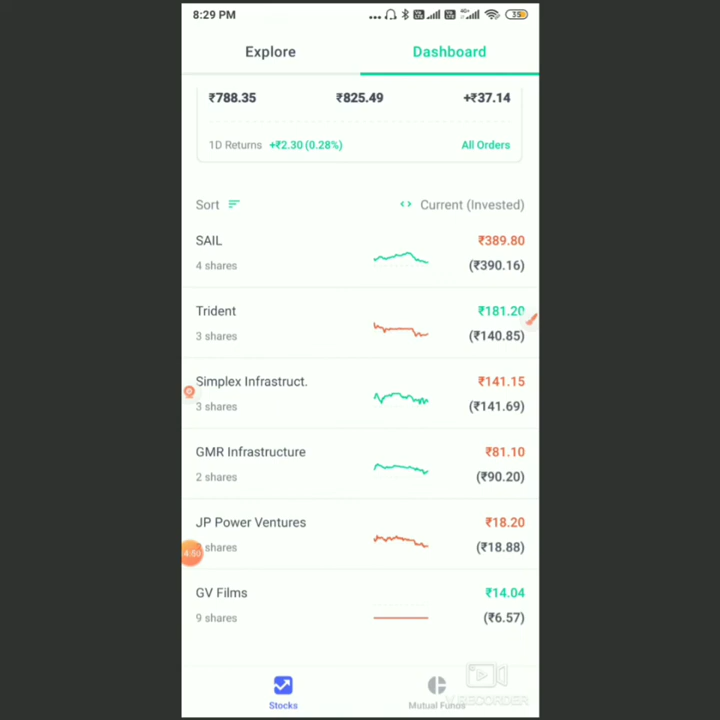 8:29 PM
35
Explore
Dashboard
₹788.35
₹825.49
+₹37.14
1D Returns +₹2.30 (0.28%)
All Orders
Sort
Current (Invested)
SAIL
₹389.80
4 shares
(₹390.16)
Trident
₹181.20
3 shares
(₹140.85)
Simplex Infrastruct.
₹141.15
3 shares
(₹141.69)
GMR Infrastructure
₹81.10
2 shares
(₹90.20)
JP Power Ventures
₹18.20
shares
(₹18.88)
GV Films
₹14.04
9 shares
(₹6.57)
Stocks
Mutual Funds
RECORDER